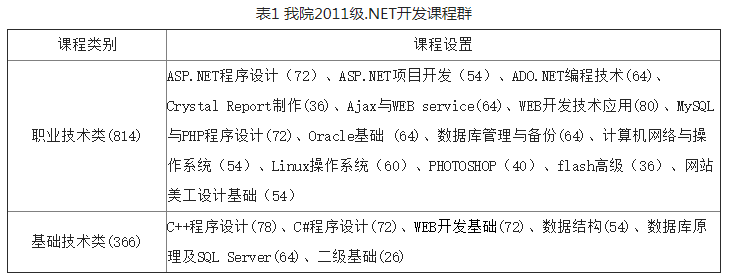 表1 我院2011级.NET开发课程群
课程类别
课程设置
职业技术类(814)
ASP.NET程序设计（72）、ASP.NET项目开发（54）、ADO.NET编程技术(64)、
Crystal Report制作(36)、Ajax与WEB service(64)、WEB开发技术应用(80)、MySQL
与PHP程序设计(72)、Oracle基础 (64)、数据库管理与备份(64)、计算机网络与操
作系统（54）、Linux操作系统（60）、PHOTOSHOP（40）、flash高级（36）、网站
美工设计基础（54）
基础技术类(366)
C++程序设计(78)、C#程序设计(72)、WEB开发基础(72)、数据结构(54)、数据库原
理及SQL Server(64)、二级基础(26)